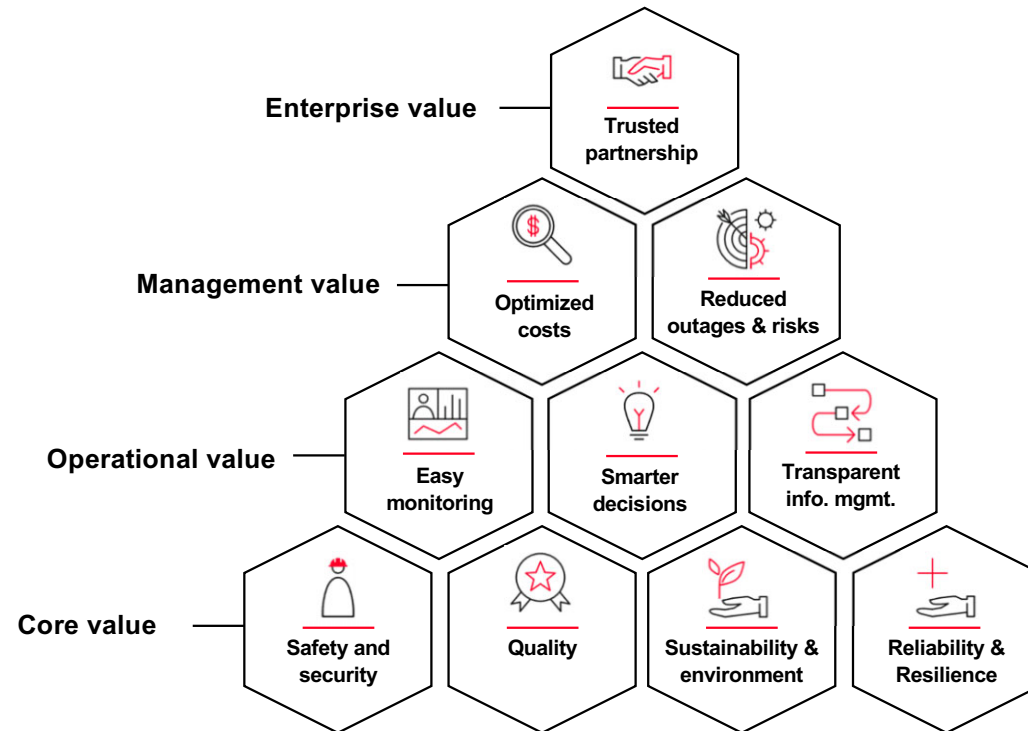 Enterprise value
Trusted
partnership
$
Management value
Optimized
costs
Reduced
outages & risks
Operational value
Easy
monitoring
Smarter
decisions
Transparent
info. mgmt.
Core value
Safety and
security
Quality
Sustainability &
environment
Reliability &
Resilience